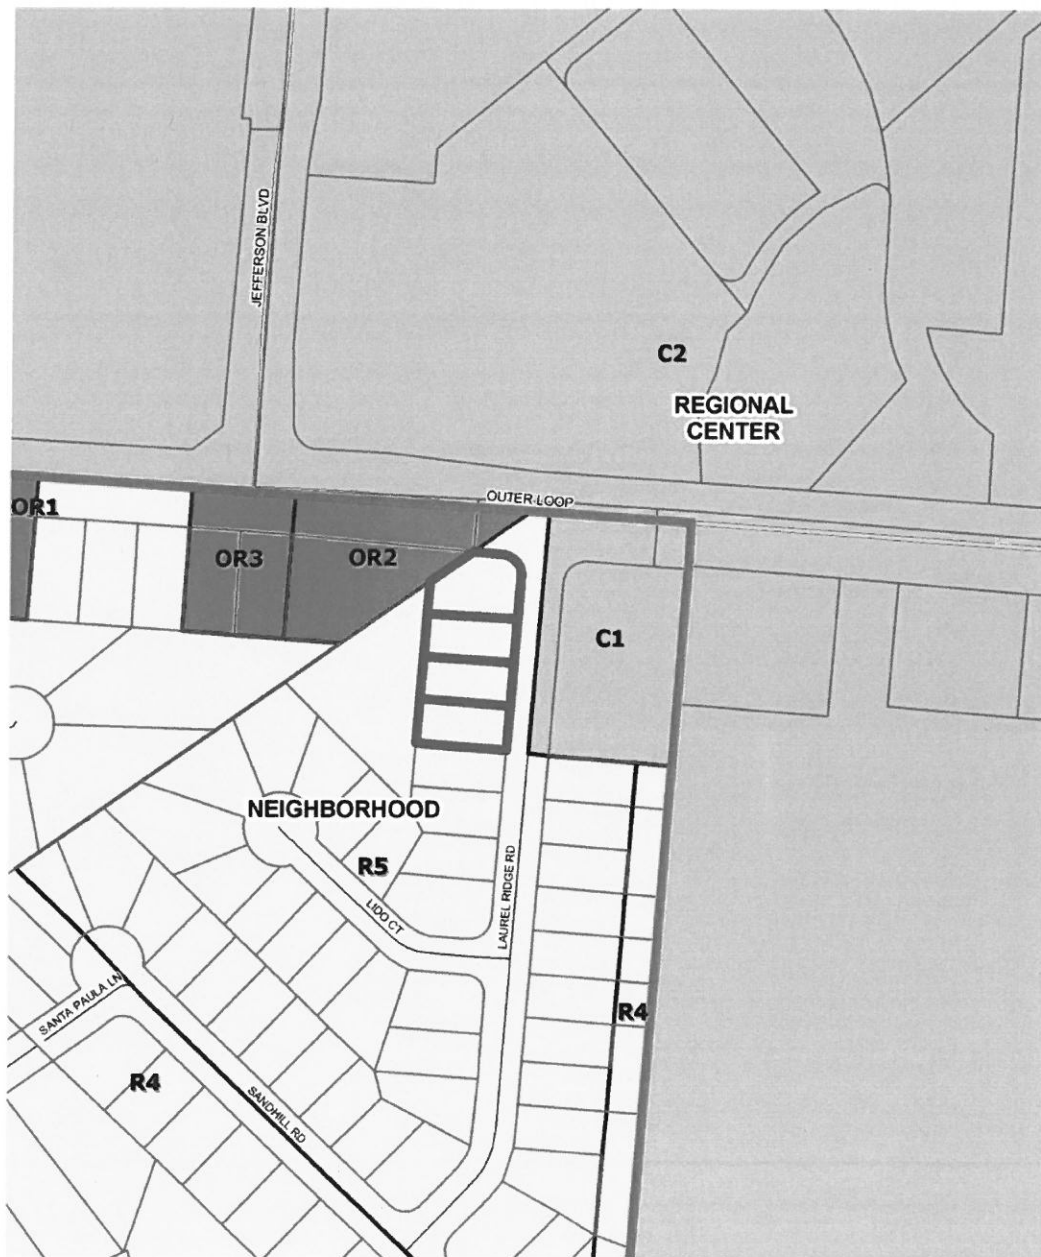 JEFFERSON BLVD
C2
REGIONAL
CENTER
OUTER LOOP
OR1
OR3
OR2
C1
NEIGHBORHOOD
R5
LIDO CT
LAUREL RIDGE RD
SANTA PAULA LN
R4
R4
SANDHILL RD